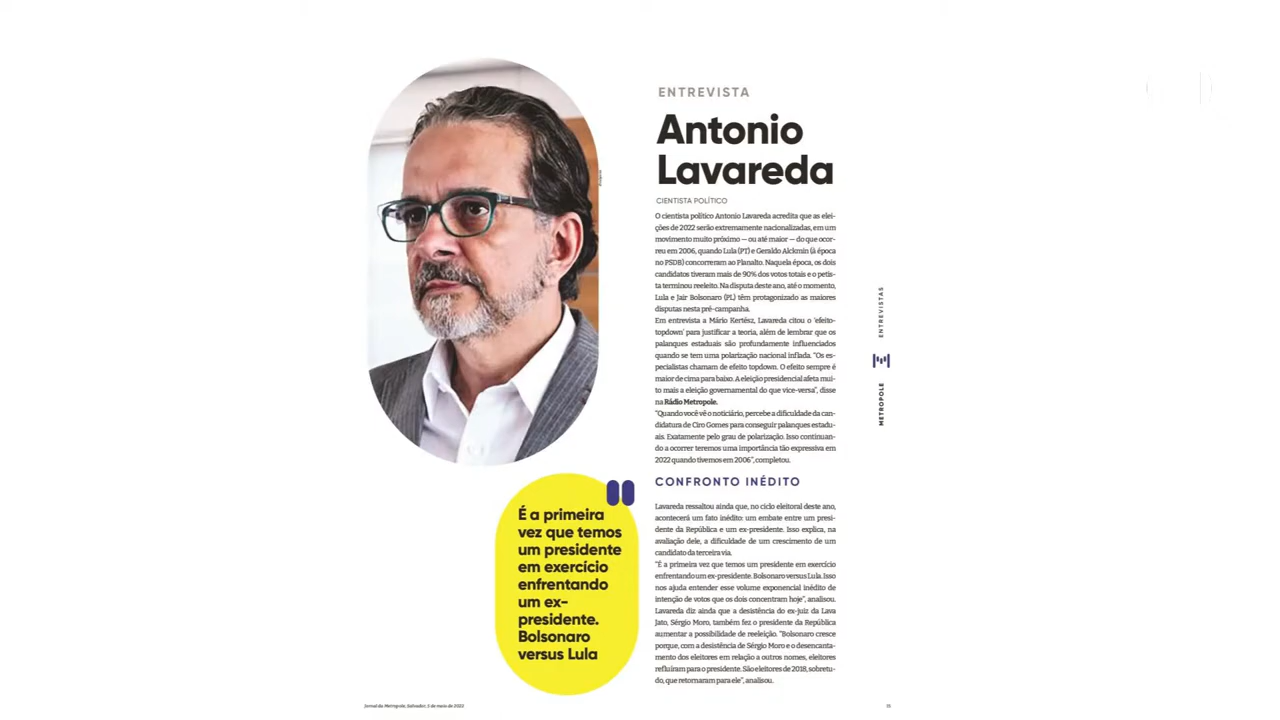 ENTREVISTA
Antonio
Lavareda
CIENTISTA POLÍTICO
O cientista político Antonio Lavareda acredita que as elei-
ções de 2022 serão extremamente nacionalizadas, em um
movimento muito próximo — ou até maior — do que ocor-
reu em 2006, quando Lula (PT) e Geraldo Alckmin (à época
no PSDB) concorreram ao Planalto. Naquela época, os dois
candidatos tiveram mais de 90% dos votos totais e o petis-
ta terminou reeleito. Na disputa deste ano, até o momento,
Lula e Jair Bolsonaro (PL) têm protagonizado as maiores
disputas nesta pré-campanha.
Em entrevista a Mário Kertész, Lavareda citou o 'efeito-
topdown' para justificar a teoria, além de lembrar que os
palanques estaduais são profundamente influenciados
quando se tem uma polarização nacional inflada. "Os es-
pecialistas chamam de efeito topdown. O efeito sempre é
maior de cima para baixo. A eleição presidencial afeta mui-
to mais a eleição governamental do que vice-versa", disse
na Rádio Metropole.
"Quando você vê o noticiário, percebe a dificuldade da can-
didatura de Ciro Gomes para conseguir palanques estadu-
ais. Exatamente pelo grau de polarização. Isso continuan-
do a ocorrer teremos uma importância tão expressiva em
2022 quando tivemos em 2006", completou.
CONFRONTO INÉDITO
Lavareda ressaltou ainda que, no ciclo eleitoral deste ano,
acontecerá um fato inédito: um embate entre um presi-
dente da República e um ex-presidente. Isso explica, na
avaliação dele, a dificuldade de um crescimento de um
candidato da terceira via.
"É a primeira vez que temos um presidente em exercício
enfrentando um ex-presidente. Bolsonaro versus Lula. Isso
nos ajuda entender esse volume exponencial inédito de
intenção de votos que os dois concentram hoje", analisou.
Lavareda diz ainda que a desistência do ex-juiz da Lava
Jato, Sérgio Moro, também fez o presidente da República
aumentar a possibilidade de reeleição. "Bolsonaro cresce
porque, com a desistência de Sérgio Moro e o desencanta-
mento dos eleitores em relação a outros nomes, eleitores
refluíram para o presidente. São eleitores de 2018, sobretu-
do, que retornaram para ele", analisou.
É a primeira
vez que temos
um presidente
em exercício
enfrentando
um ex-
presidente.
Bolsonaro
versus Lula
ENTREVISTAS
METROPOLE
Jornal da Metropole, Salvador, 5 de maio de 2022